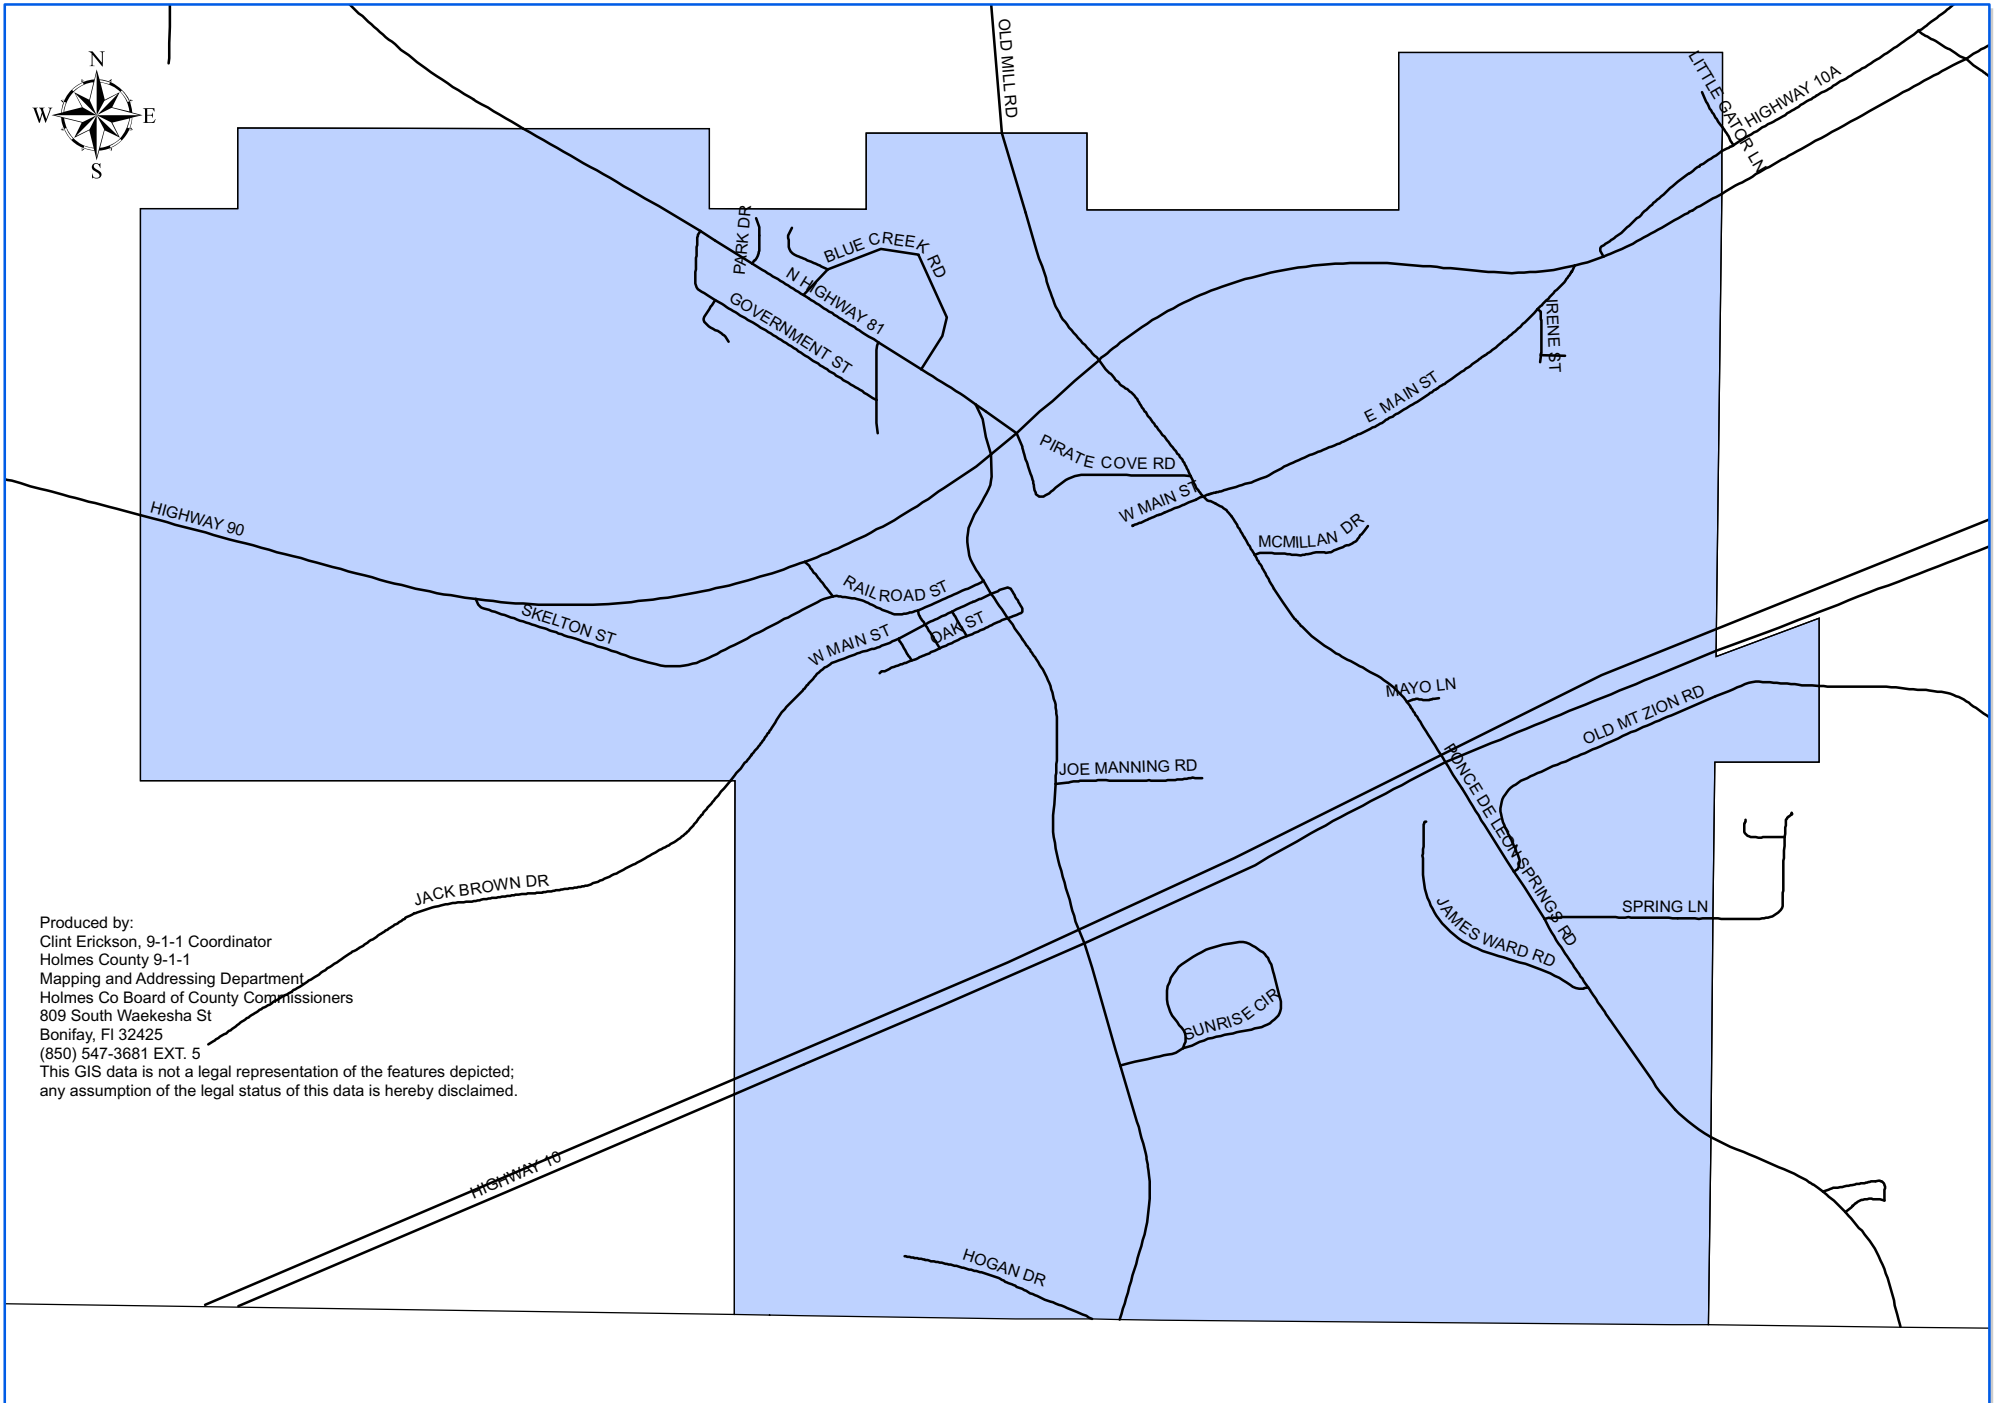 N
W
E
S
OLD MILL RD
LITTLE GATOR LN
HIGHWAY 10A
PARK DR
BLUE CREEK RD
N HIGHWAY 81
GOVERNMENT ST
IRENE ST
E MAIN ST
PIRATE COVE RD
W MAIN ST
HIGHWAY 90
MCMILLAN DR
RAILROAD ST
SKELTON ST
OAK ST
W MAIN ST
MAYO LN
OLD MT ZION RD
JOE MANNING RD
PONCE DE LEON SPRINGS RD
JACK BROWN DR
SPRING LN
JAMES WARD RD
SUNRISE CIR
Produced by:
Clint Erickson, 9-1-1 Coordinator
Holmes County 9-1-1
Mapping and Addressing Department
Holmes Co Board of County Commissioners
809 South Waekesha St
Bonifay, Fl 32425
(850) 547-3681 EXT. 5
This GIS data is not a legal representation of the features depicted;
any assumption of the legal status of this data is hereby disclaimed.
HIGHWAY 10
HOGAN DR